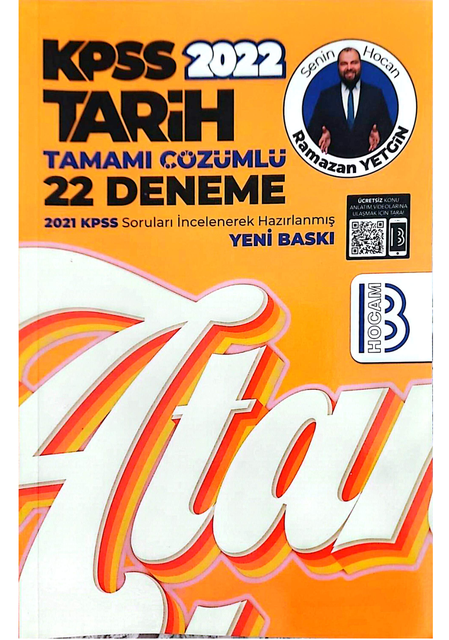 KPSS 2022
TARİH
TAMAMI ÇÖZÜMLÜ
22 DENEME
2021 KPSS Soruları İncelenerek Hazırlanmış
YENİ BASKI
Senin Hocan
Ramazan YETGİN
ÜCRETSİZ KONU
ANLATIM VİDEOLARINA
ULAŞMAK İÇİN TARA!
B
HOCAM
Atan